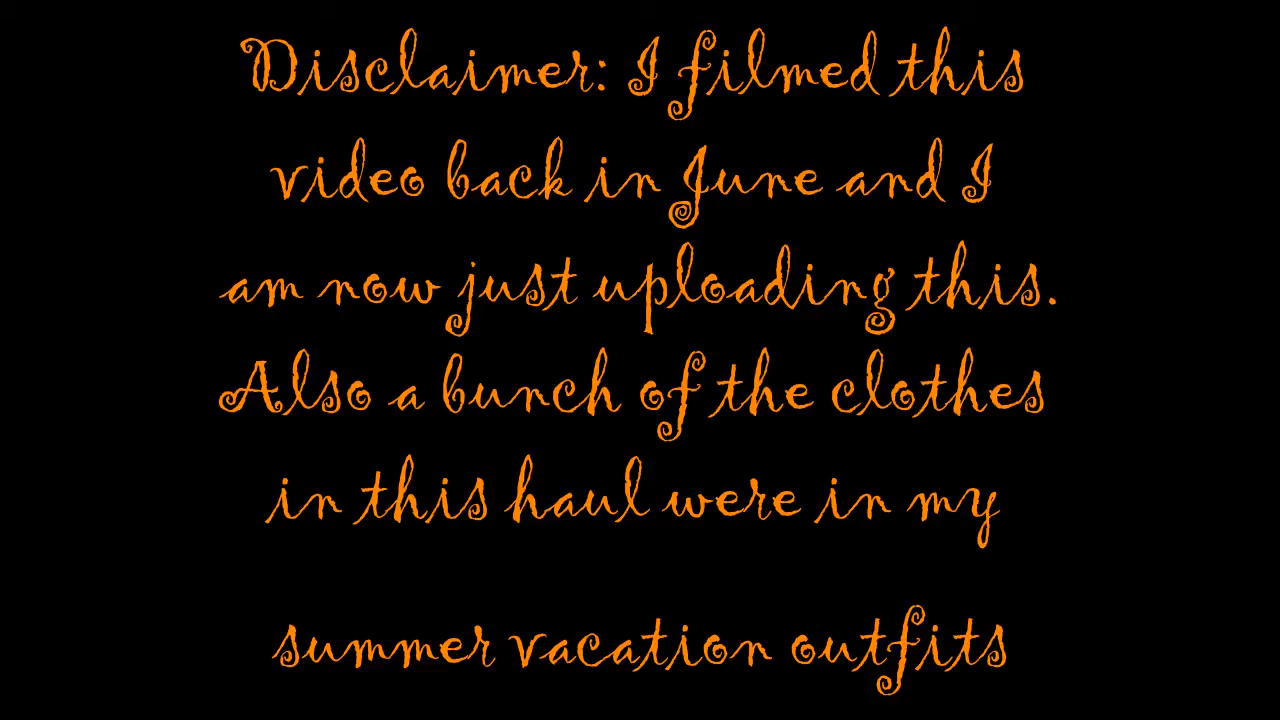 Disclaimer: I filmed this
video back in June and I
am now just uploading this.
Also a bunch of the clothes
in this haul were in my
summer vacation outfits